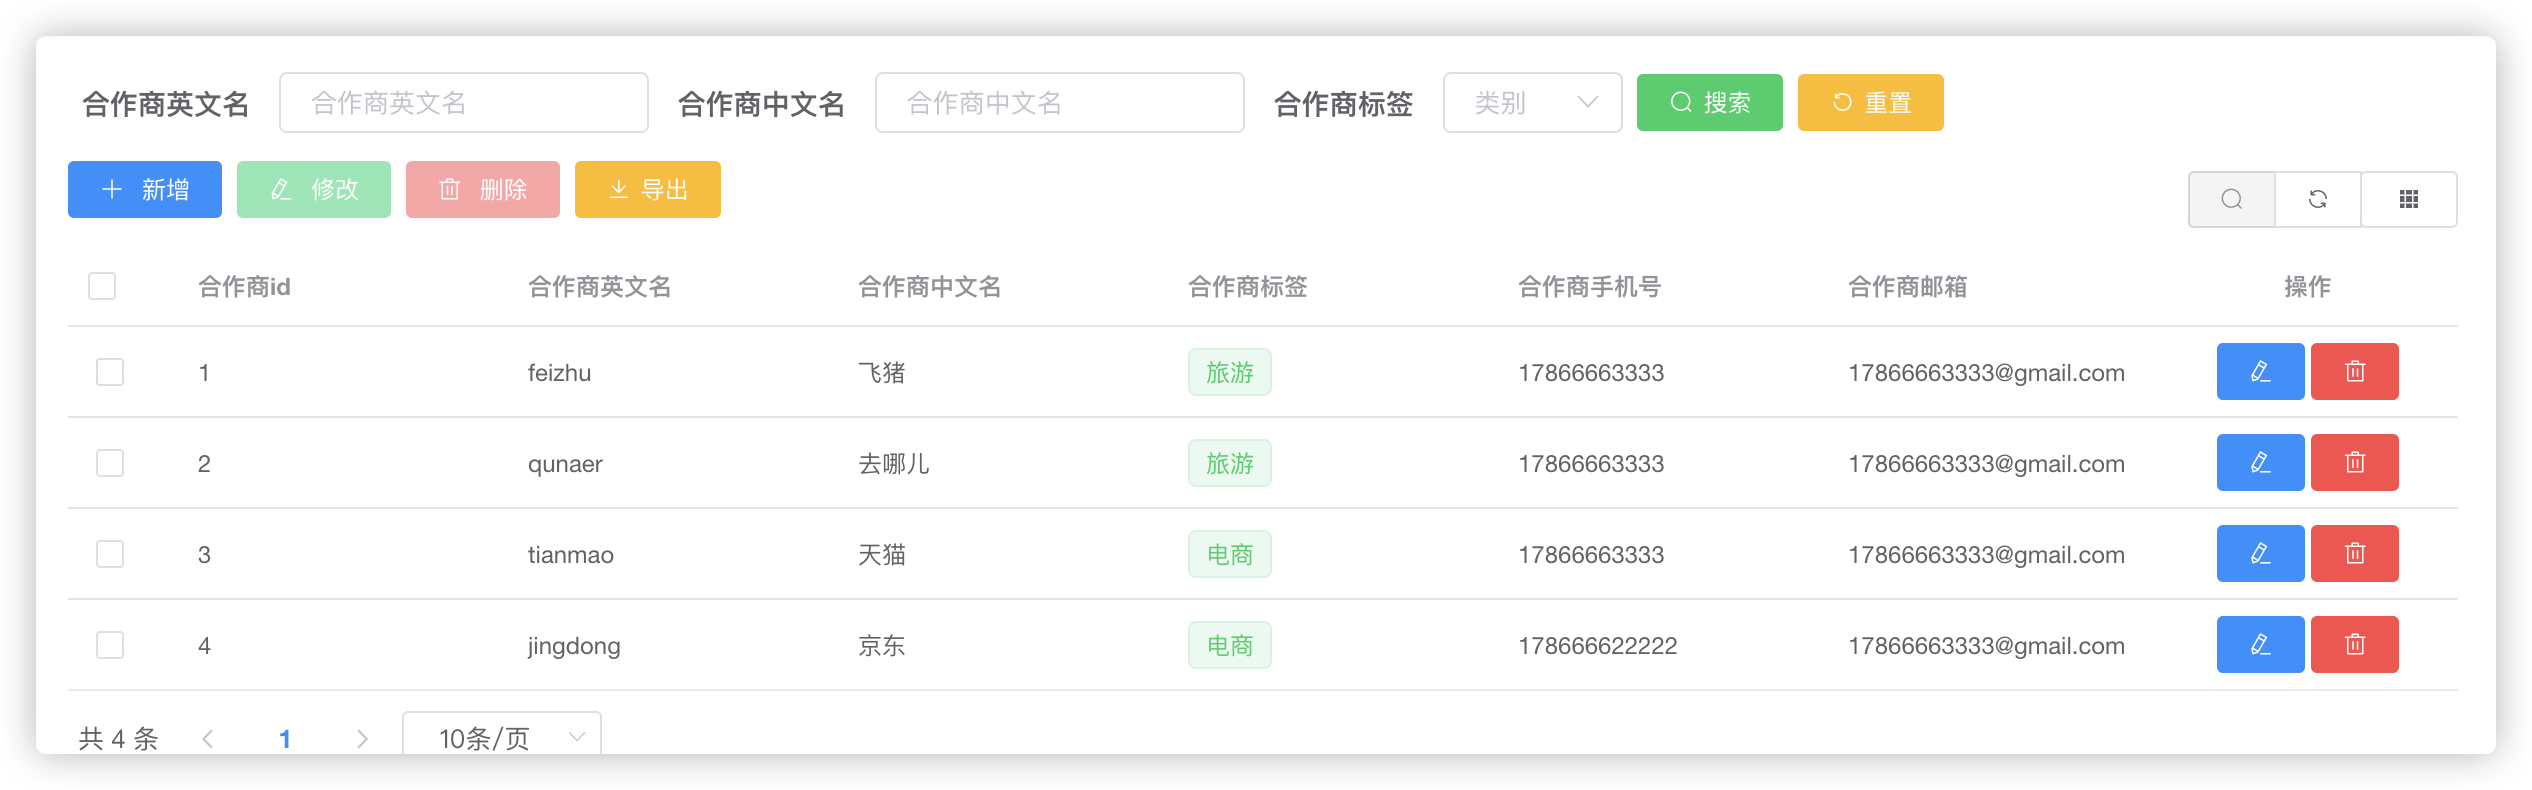 合作商英文名 合作商英文名 合作商中文名 合作商中文名 合作商标签 类别 搜索 重置
新增 修改 删除 导出
合作商id 合作商英文名 合作商中文名 合作商标签 合作商手机号 合作商邮箱 操作
1 feizhu 飞猪 旅游 17866663333 17866663333@gmail.com
2 qunaer 去哪儿 旅游 17866663333 17866663333@gmail.com
3 tianmao 天猫 电商 17866663333 17866663333@gmail.com
4 jingdong 京东 电商 178666622222 17866663333@gmail.com
共 4 条 1 10条/页